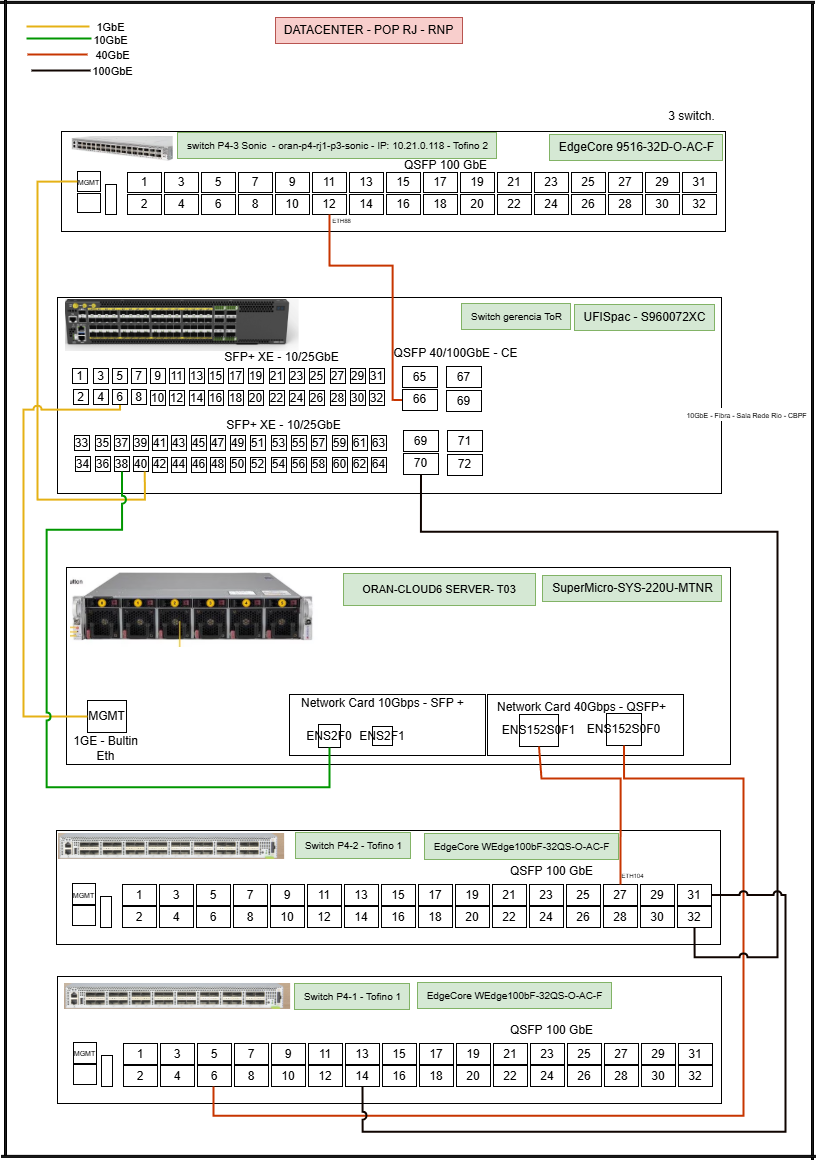 1GbE
10GbE
40GbE
100GbE
DATACENTER - POP RJ - RNP
3 switch.
switch P4-3 Sonic - oran-p4-rj1-p3-sonic - IP: 10.21.0.118 - Tofino 2
EdgeCore 9516-32D-O-AC-F
QSFP 100 GbE
MGMT
1 3 5 7 9 11 13 15 17 19 21 23 25 27 29 31
2 4 6 8 10 12 14 16 18 20 22 24 26 28 30 32
ETH88
Switch gerencia ToR
UFISpac - S960072XC
SFP+ XE - 10/25GbE
QSFP 40/100GbE - CE
1 3 5 7 9 11 13 15 17 19 21 23 25 27 29 31
65 67
2 4 6 8 10 12 14 16 18 20 22 24 26 28 30 32
66 69
10GbE - Fibra - Saia Rede Rio - CBPF
SFP+ XE - 10/25GbE
33 35 37 39 41 43 45 47 49 51 53 55 57 59 61 63
69 71
34 36 38 40 42 44 46 48 50 52 54 56 58 60 62 64
70 72
ORAN-CLOUD6 SERVER- T03
SuperMicro-SYS-220U-MTNR
Network Card 10Gbps - SFP +
Network Card 40Gbps - QSFP+
MGMT
ENS2F0 ENS2F1
ENS152S0F1 ENS152S0F0
1GE - Bultin
Eth
Switch P4-2 - Tofino 1
EdgeCore WEdge100bF-32QS-O-AC-F
QSFP 100 GbE
ETH104
MGMT
1 3 5 7 9 11 13 15 17 19 21 23 25 27 29 31
2 4 6 8 10 12 14 16 18 20 22 24 26 28 30 32
Switch P4-1 - Tofino 1
EdgeCore WEdge100bF-32QS-O-AC-F
QSFP 100 GbE
MGMT
1 3 5 7 9 11 13 15 17 19 21 23 25 27 29 31
2 4 6 8 10 12 14 16 18 20 22 24 26 28 30 32